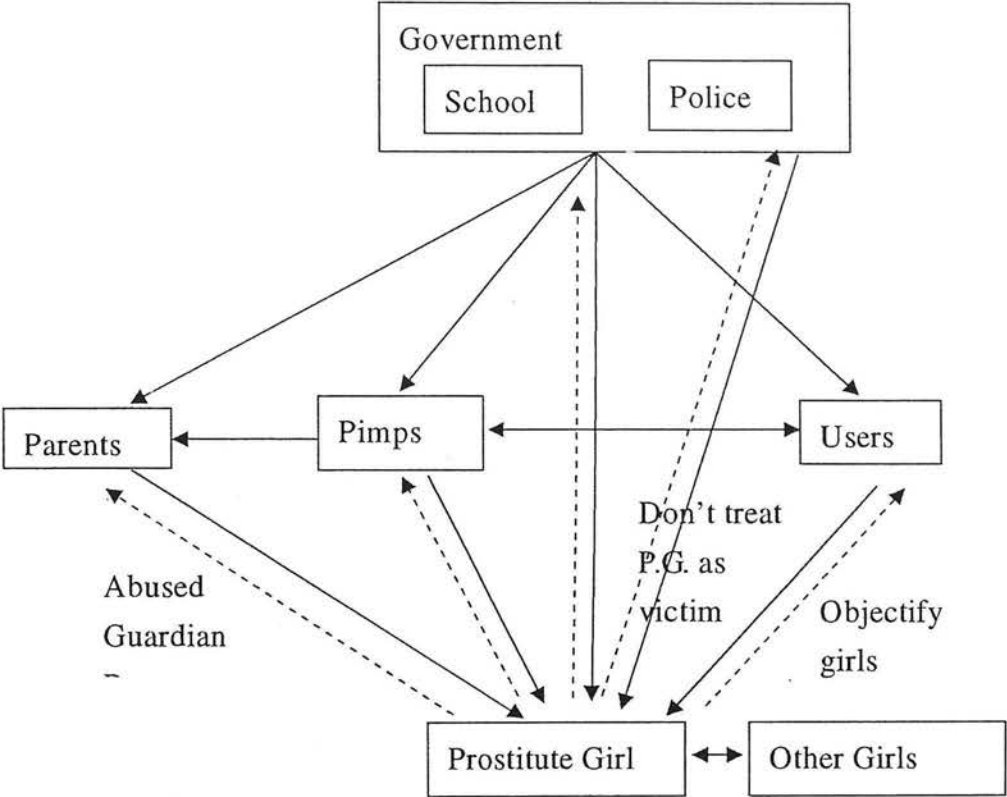 Government
School
Police
Parents
Pimps
Users
Don't treat
P.G. as
victim
Abused
Guardian
Objectify
girls
Prostitute Girl
Other Girls